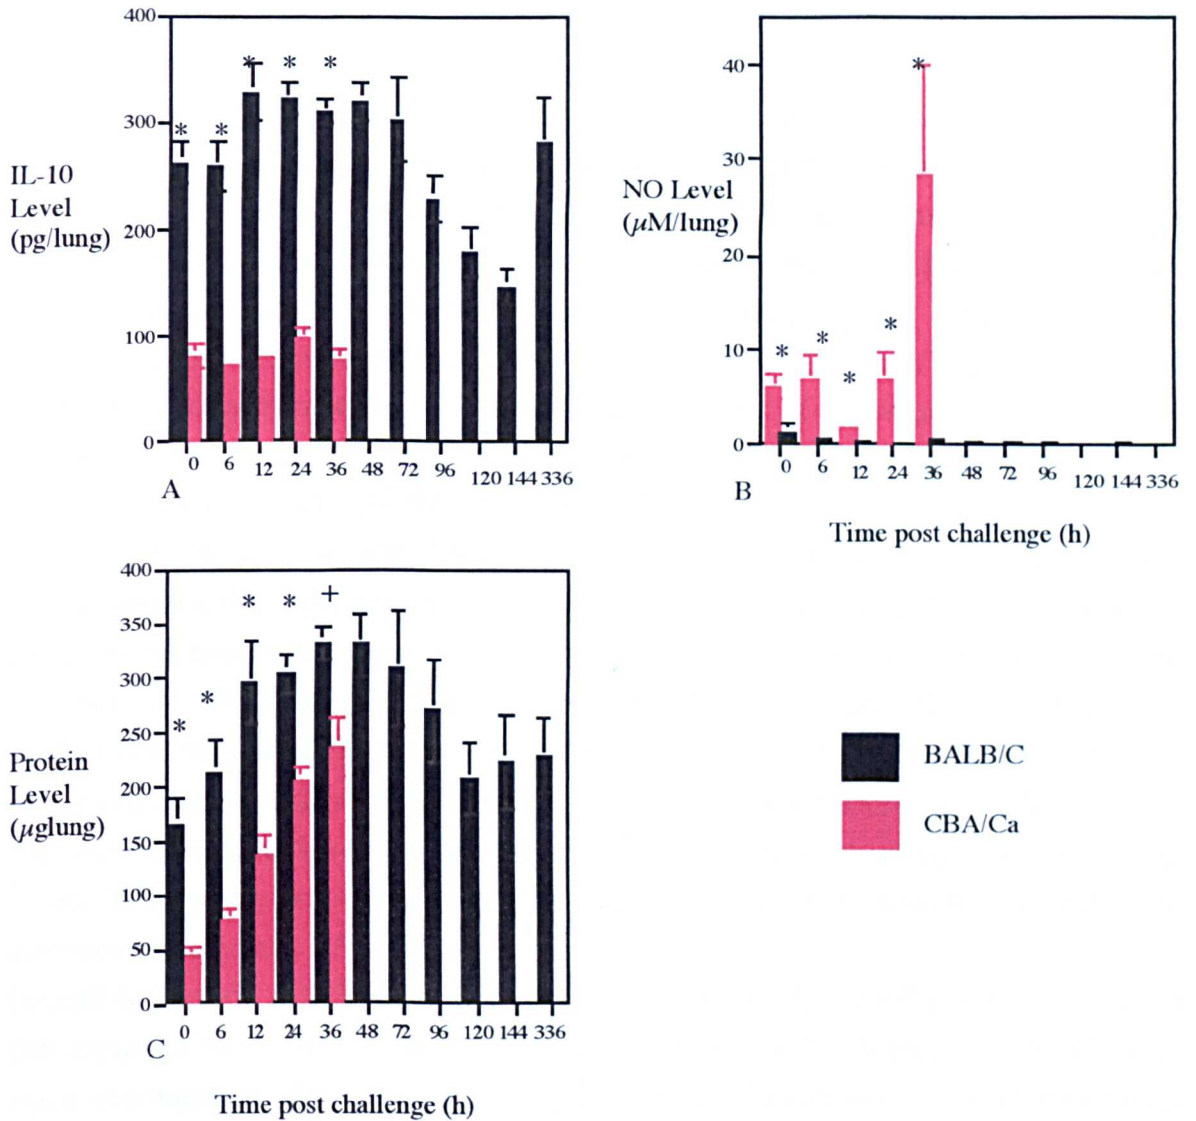 400
300
200
100
0
IL-10
Level
(pg/lung)
* * * * *
0 6 12 24 36 48 72 96 120 144 336
A
40
30
20
10
0
NO Level
(µM/lung)
* * * * *
0 6 12 24 36 48 72 96 120 144 336
B
Time post challenge (h)
400
350
300
250
200
150
100
50
0
Protein
Level
(µglung)
* * * * +
0 6 12 24 36 48 72 96 120 144 336
C
Time post challenge (h)
BALB/C
CBA/Ca